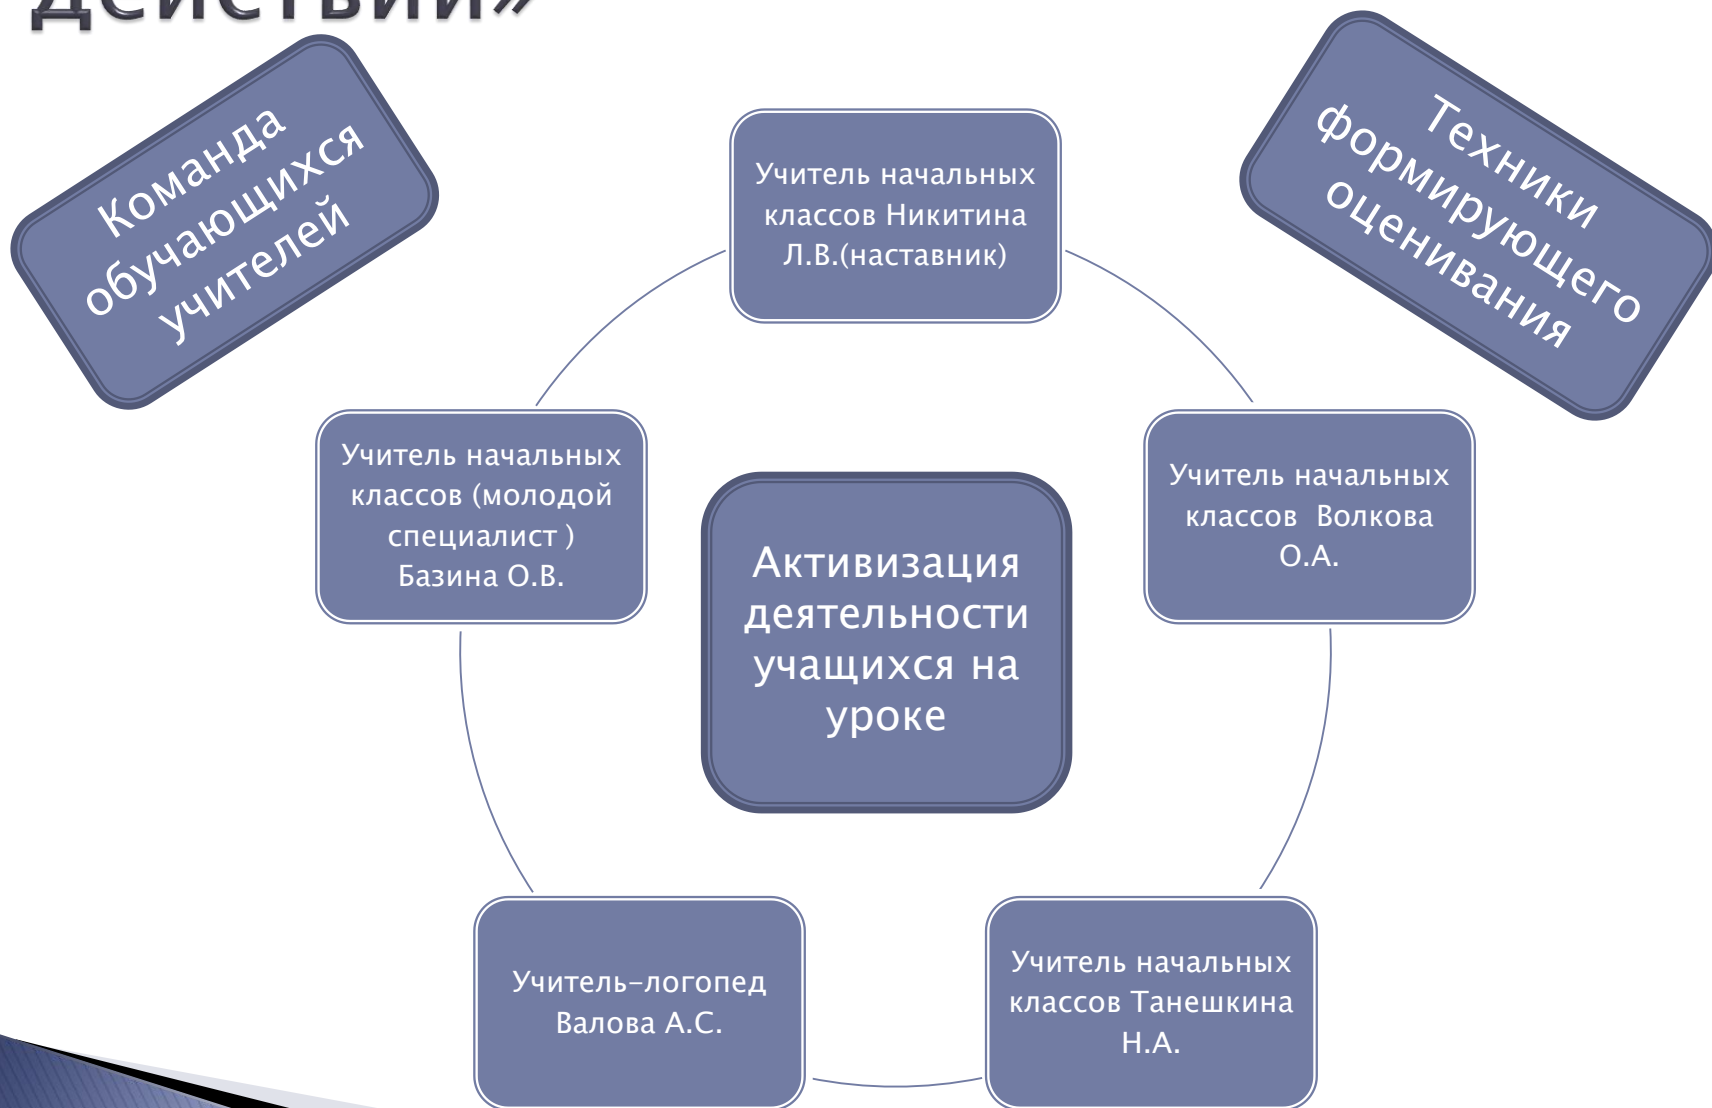 действий»
Команда
обучающихся
учителей
Техники
формирующего
оценивания
Учитель начальных
классов Никитина
Л.В.(наставник)
Учитель начальных
классов (молодой
специалист )
Базина О.В.
Учитель начальных
классов  Волкова
О.А.
Активизация
деятельности
учащихся на
уроке
Учитель-логопед
Валова А.С.
Учитель начальных
классов Танешкина
Н.А.